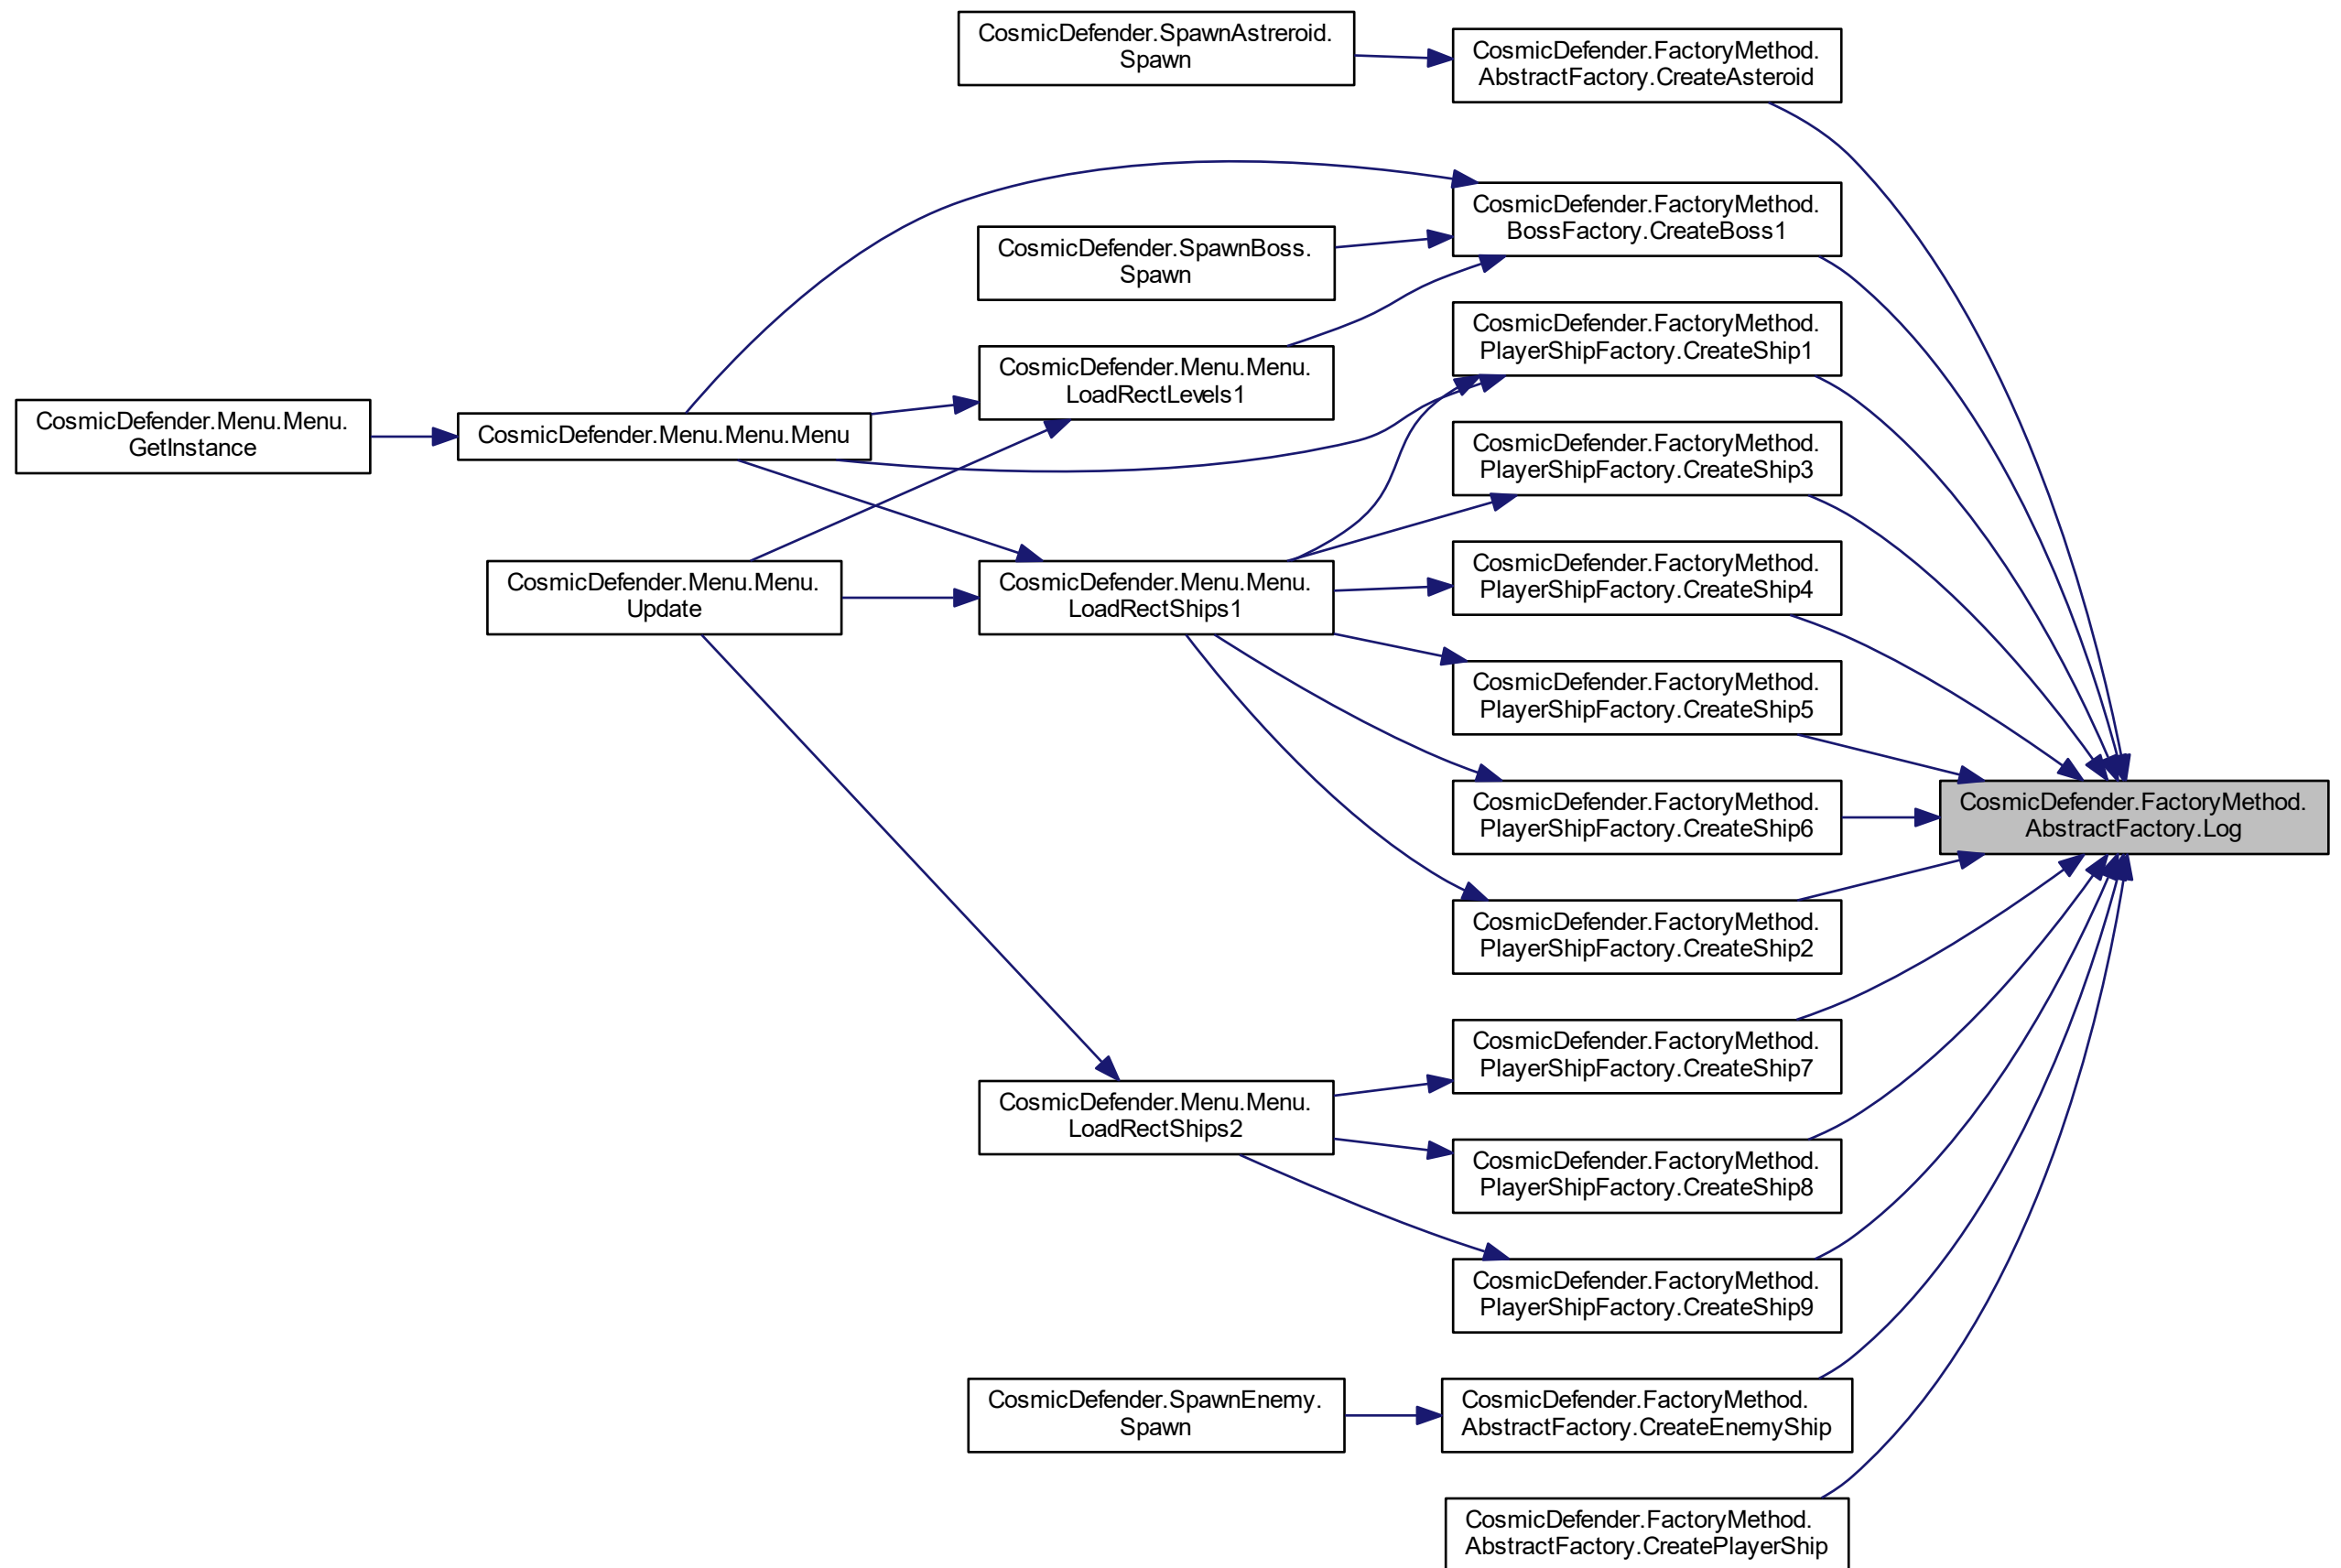 CosmicDefender.SpawnAstreroid.
Spawn
CosmicDefender.FactoryMethod.
AbstractFactory.CreateAsteroid
CosmicDefender.FactoryMethod.
BossFactory.CreateBoss1
CosmicDefender.SpawnBoss.
Spawn
CosmicDefender.FactoryMethod.
PlayerShipFactory.CreateShip1
CosmicDefender.Menu.Menu.
LoadRectLevels1
CosmicDefender.Menu.Menu.
GetInstance
CosmicDefender.Menu.Menu.Menu
CosmicDefender.FactoryMethod.
PlayerShipFactory.CreateShip3
CosmicDefender.Menu.Menu.
Update
CosmicDefender.Menu.Menu.
LoadRectShips1
CosmicDefender.FactoryMethod.
PlayerShipFactory.CreateShip4
CosmicDefender.FactoryMethod.
PlayerShipFactory.CreateShip5
CosmicDefender.FactoryMethod.
PlayerShipFactory.CreateShip6
CosmicDefender.FactoryMethod.
AbstractFactory.Log
CosmicDefender.FactoryMethod.
PlayerShipFactory.CreateShip2
CosmicDefender.FactoryMethod.
PlayerShipFactory.CreateShip7
CosmicDefender.Menu.Menu.
LoadRectShips2
CosmicDefender.FactoryMethod.
PlayerShipFactory.CreateShip8
CosmicDefender.FactoryMethod.
PlayerShipFactory.CreateShip9
CosmicDefender.SpawnEnemy.
Spawn
CosmicDefender.FactoryMethod.
AbstractFactory.CreateEnemyShip
CosmicDefender.FactoryMethod.
AbstractFactory.CreatePlayerShip